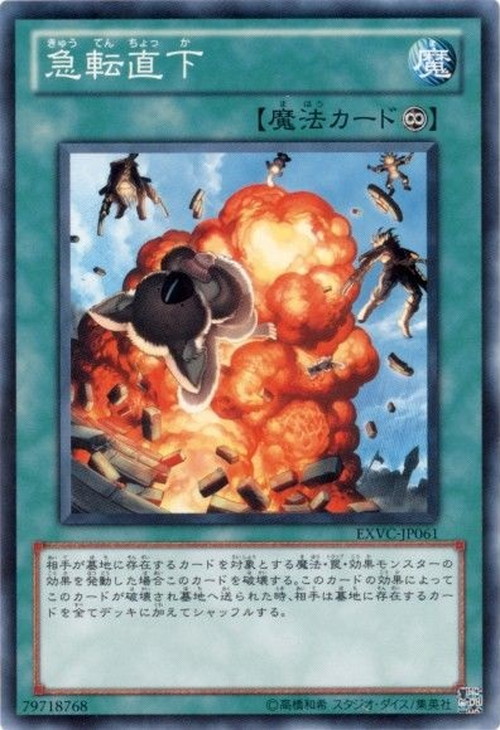 急転直下
魔
【魔法カード】
EXVC-JP061
相手が墓地に存在するカードを対象とする魔法・罠・効果モンスターの
効果を発動した場合このカードを破壊する。このカードの効果によって
このカードが破壊され墓地へ送られた時、相手は墓地に存在するカー
ドを全てデッキに加えてシャッフルする。
79718768
©高橋和希 スタジオ・ダイス/集英社